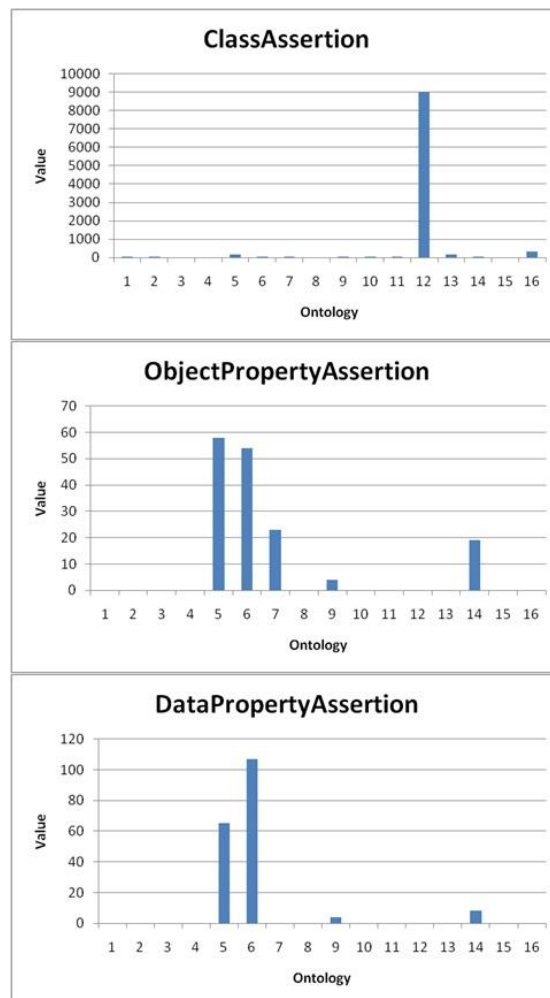 ClassAssertion
10000
9000
8000
7000
6000
5000
4000
3000
2000
1000
0
Value
1 2 3 4 5 6 7 8 9 10 11 12 13 14 15 16
Ontology
ObjectPropertyAssertion
70
60
50
40
30
20
10
0
Value
1 2 3 4 5 6 7 8 9 10 11 12 13 14 15 16
Ontology
DataPropertyAssertion
120
100
80
60
40
20
0
Value
1 2 3 4 5 6 7 8 9 10 11 12 13 14 15 16
Ontology